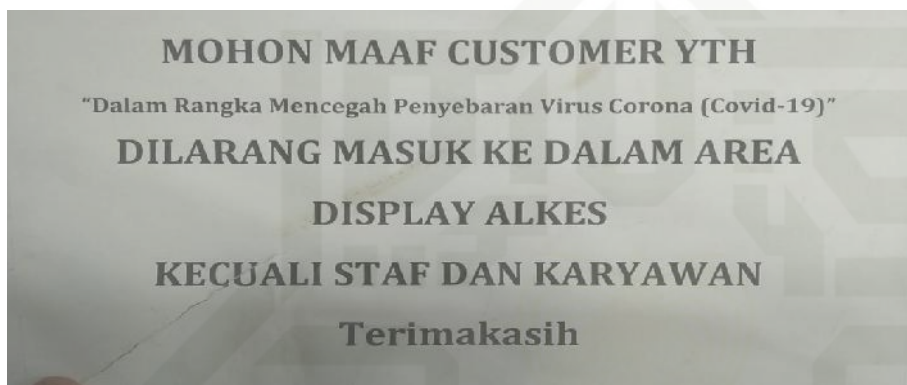 MOHON MAAF CUSTOMER YTH
"Dalam Rangka Mencegah Penyebaran Virus Corona (Covid-19)"
DILARANG MASUK KE DALAM AREA
DISPLAY ALKES
KECUALI STAF DAN KARYAWAN
Terimakasih